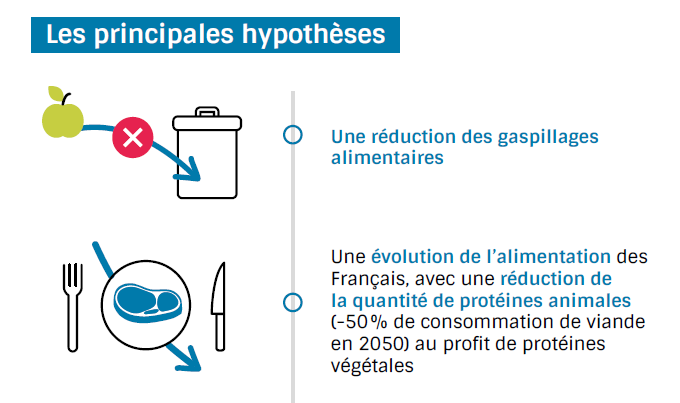 Les principales hypothèses
Une réduction des gaspillages
alimentaires
Une évolution de l’alimentation des
Français, avec une réduction de
la quantité de protéines animales
(-50 % de consommation de viande
en 2050) au profit de protéines
végétales